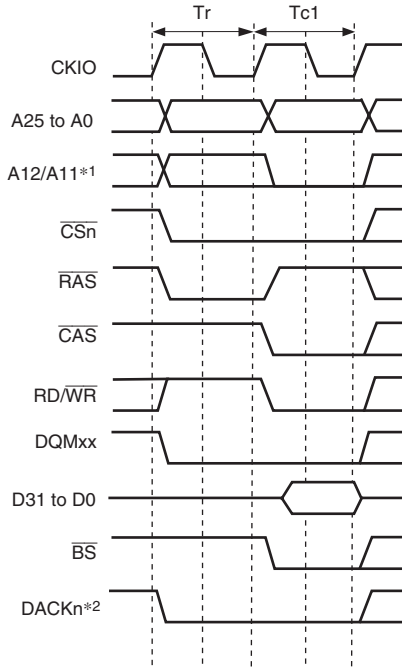 Tr Tc1
CKIO
A25 to A0
A12/A11*1
CSn
RAS
CAS
RD/WR
DQMxx
D31 to D0
BS
DACKn*2